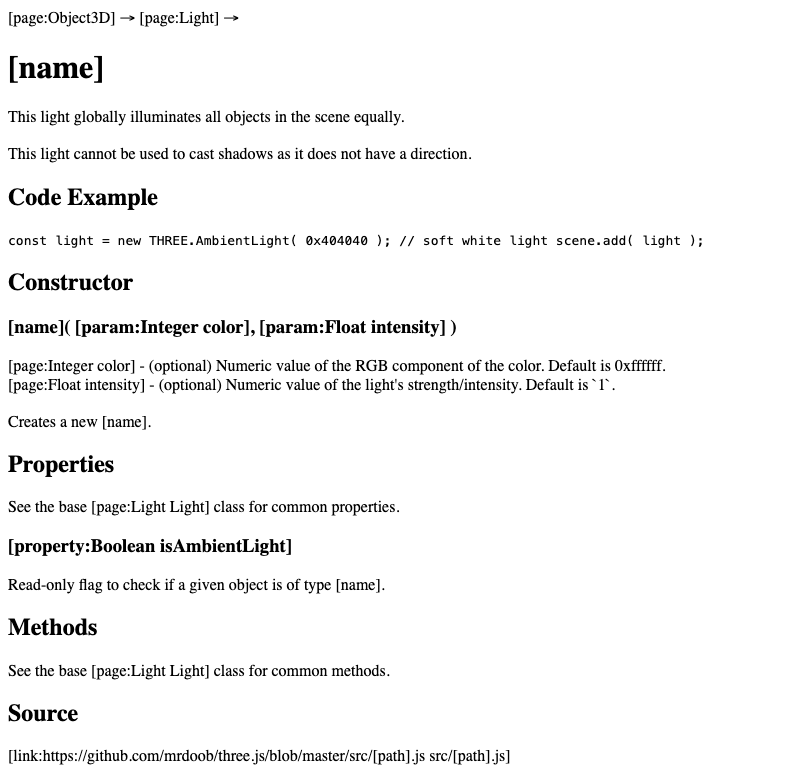 [page:Object3D] → [page:Light] →
[name]
This light globally illuminates all objects in the scene equally.
This light cannot be used to cast shadows as it does not have a direction.
Code Example
const light = new THREE.AmbientLight( 0x404040 ); // soft white light scene.add( light );
Constructor
[name]( [param:Integer color], [param:Float intensity] )
[page:Integer color] - (optional) Numeric value of the RGB component of the color. Default is 0xffffff.
[page:Float intensity] - (optional) Numeric value of the light's strength/intensity. Default is `1`.
Creates a new [name].
Properties
See the base [page:Light Light] class for common properties.
[property:Boolean isAmbientLight]
Read-only flag to check if a given object is of type [name].
Methods
See the base [page:Light Light] class for common methods.
Source
[link:https://github.com/mrdoob/three.js/blob/master/src/[path].js src/[path].js]